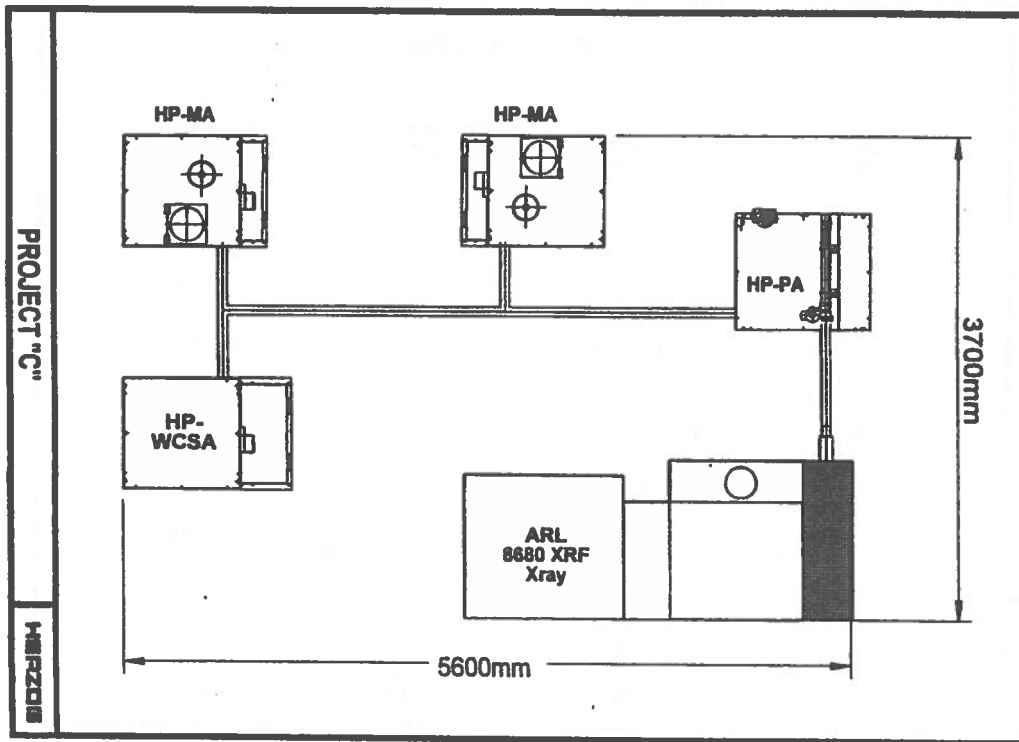 HP-MA
HP-MA
HP-PA
3700mm
HP-
WCSA
ARL
8680 XRF
Xray
5600mm
PROJECT "C"
HERZOG